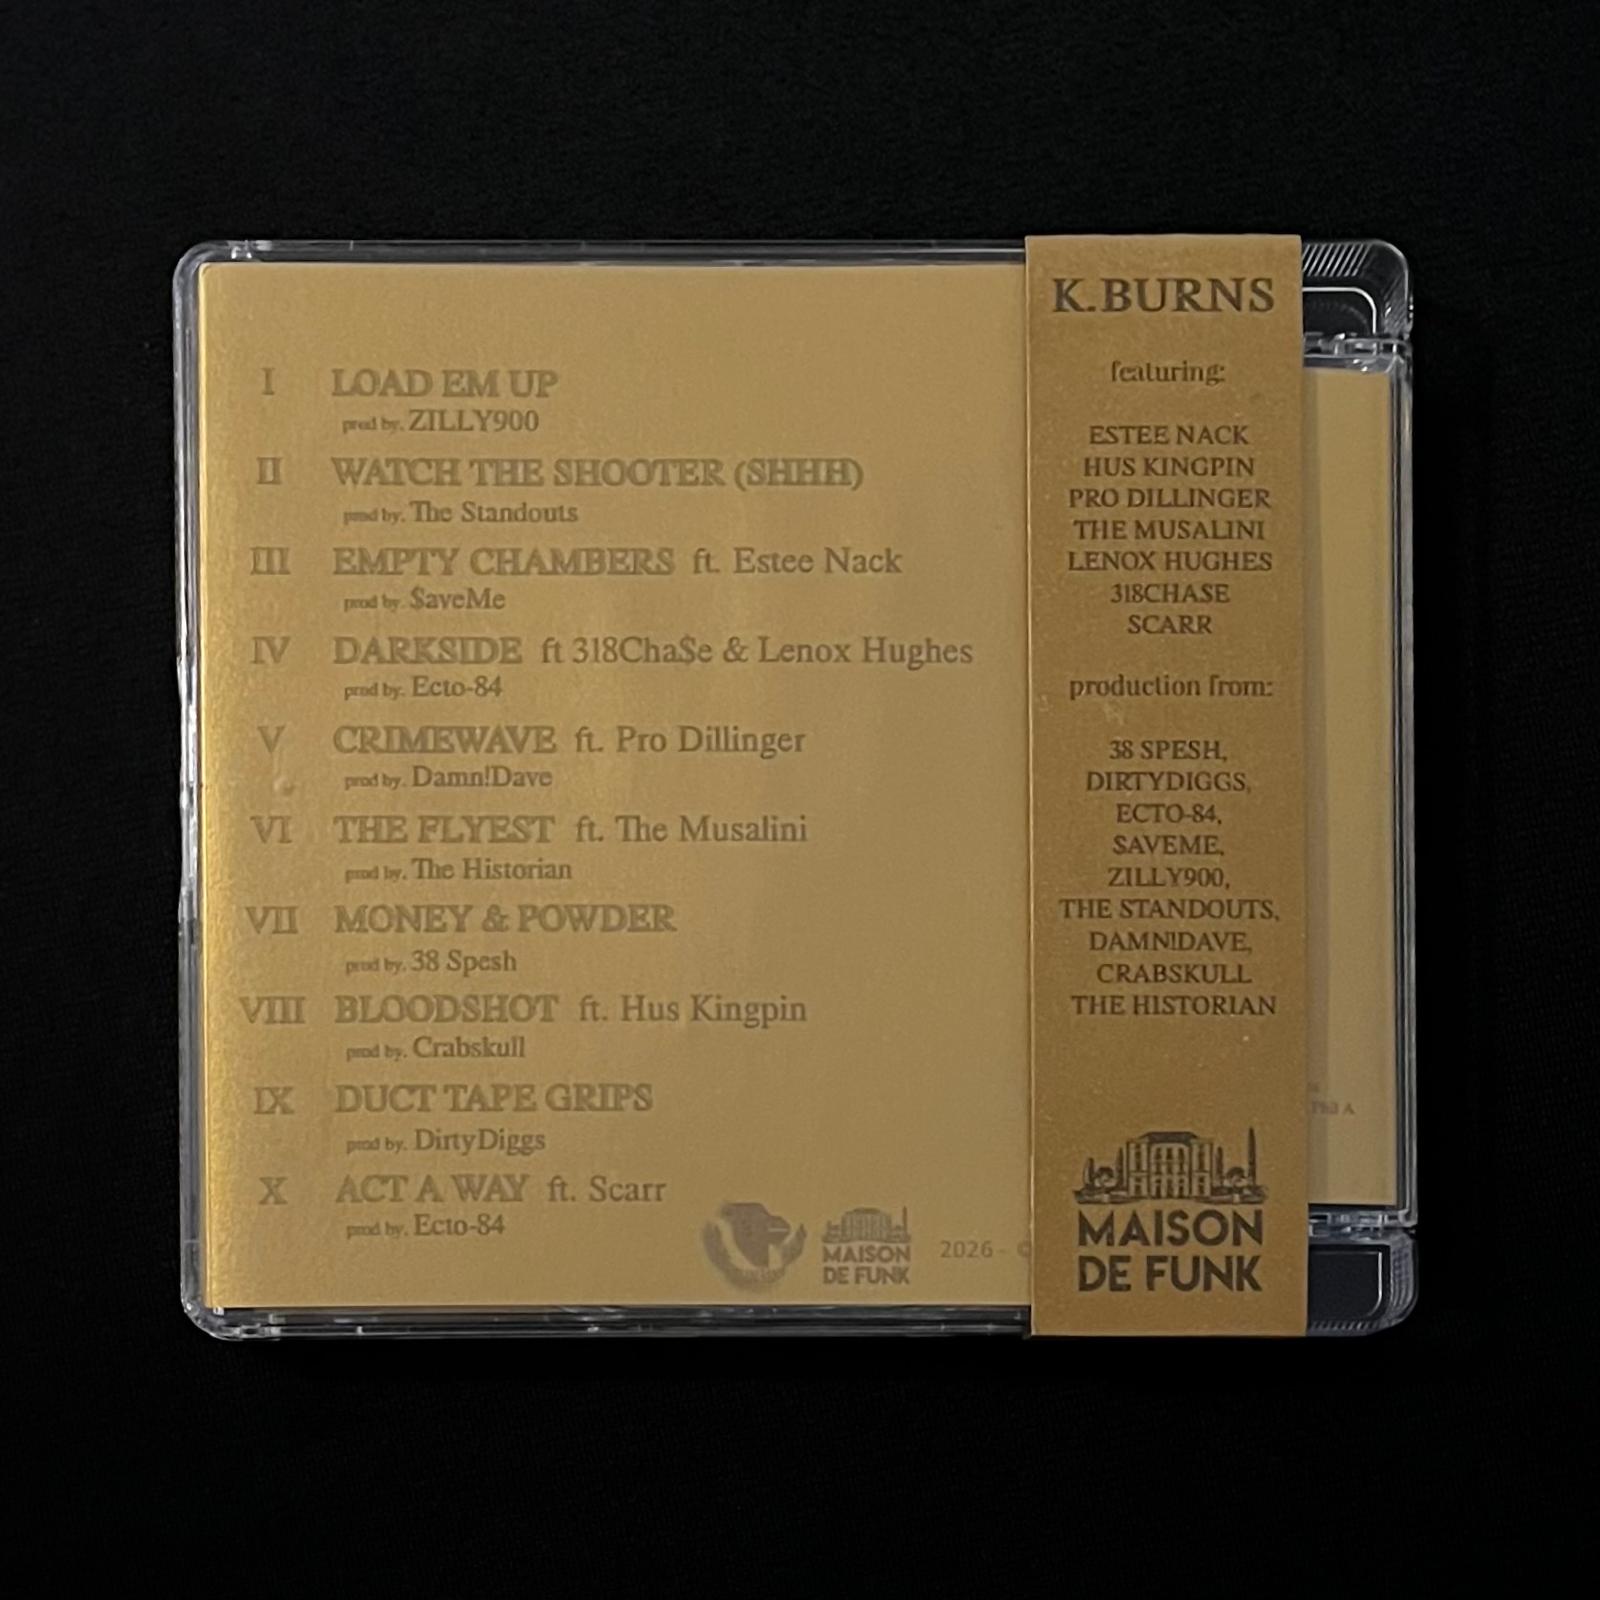 I LOAD EM UP
prod by. ZILLY900
II WATCH THE SHOOTER (SHHH)
prod by. The Standouts
III EMPTY CHAMBERS ft. Estee Nack
prod by. $aveMe
IV DARKSIDE ft 318Cha$e & Lenox Hughes
prod by. Ecto-84
V CRIMEWAVE ft. Pro Dillinger
prod by. Damn!Dave
VI THE FLYEST ft. The Musalini
prod by. The Historian
VII MONEY & POWDER
prod by. 38 Spesh
VIII BLOODSHOT ft. Hus Kingpin
prod by. Crabskull
IX DUCT TAPE GRIPS
prod by. DirtyDiggs
X ACT A WAY ft. Scarr
prod by. Ecto-84
MAISON
DE FUNK
2026 - ©
K.BURNS
featuring:
ESTEE NACK
HUS KINGPIN
PRO DILLINGER
THE MUSALINI
LENOX HUGHES
318CHASE
SCARR
production from:
38 SPESH,
DIRTYDIGGS,
ECTO-84,
$AVEME,
ZILLY900,
THE STANDOUTS,
DAMN!DAVE,
CRABSKULL
THE HISTORIAN
MAISON
DE FUNK